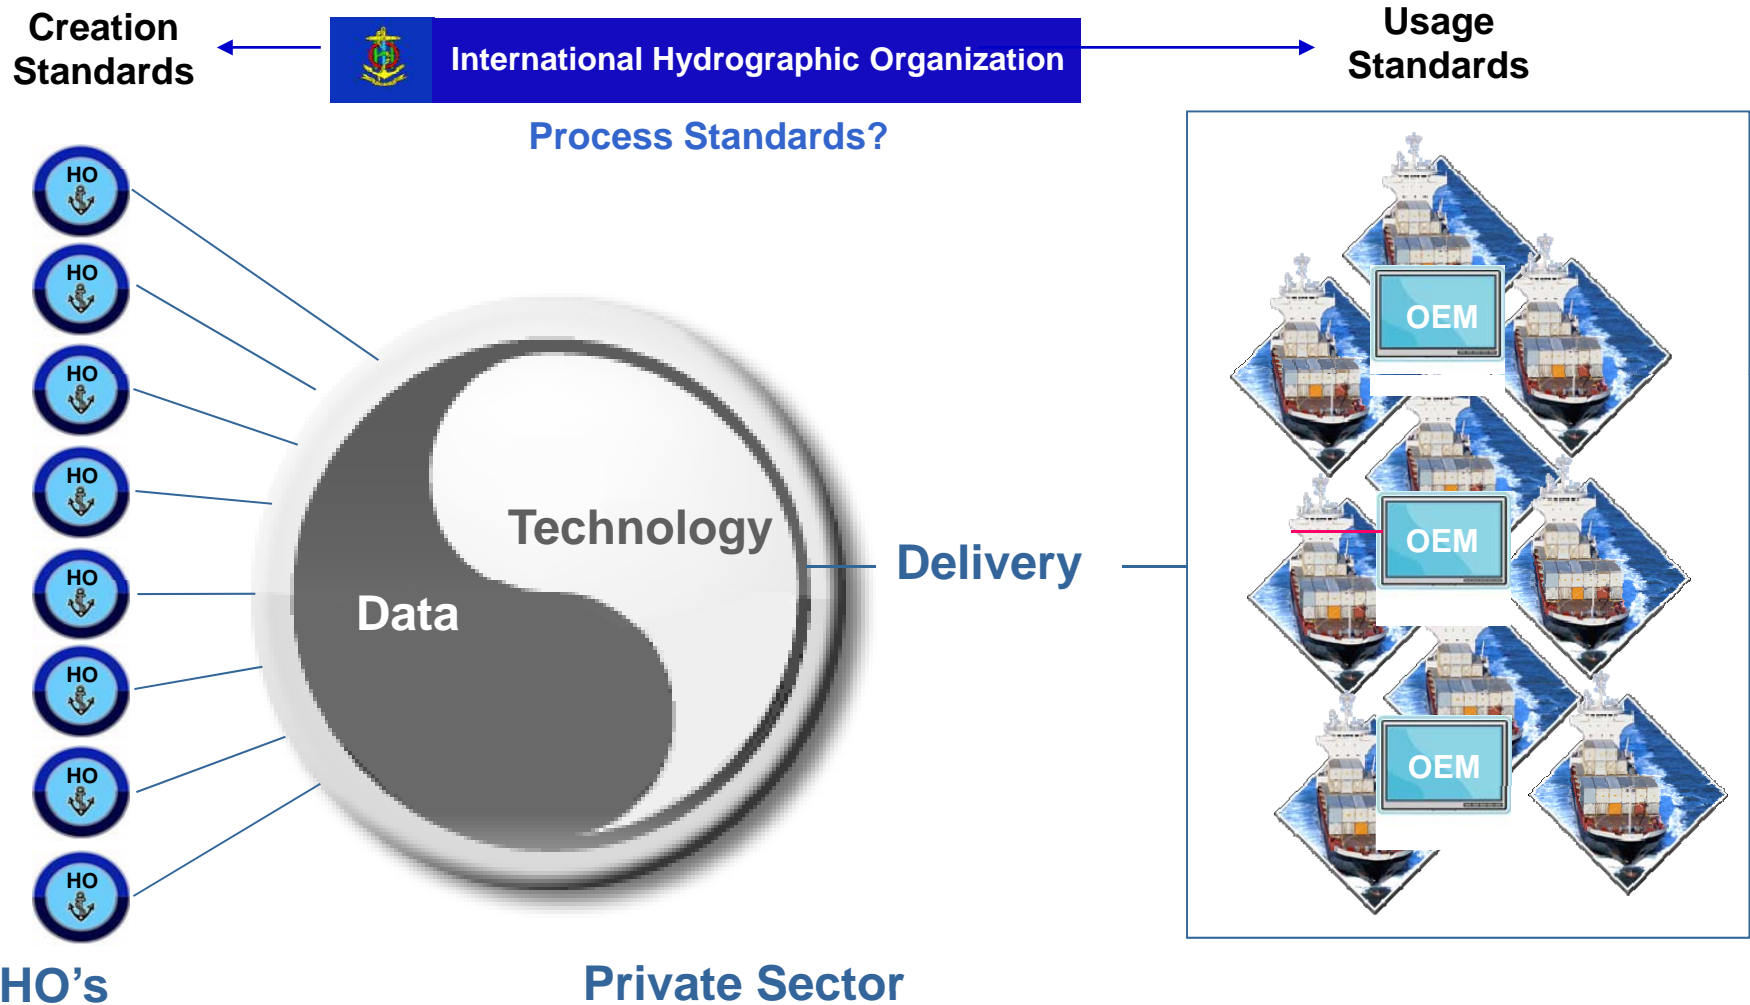 Creation
Standards
International Hydrographic Organization
Usage
Standards
Process Standards?
HO
HO
HO
HO
HO
HO
HO
HO
Technology
Data
Delivery
OEM
OEM
OEM
HO's
Private Sector